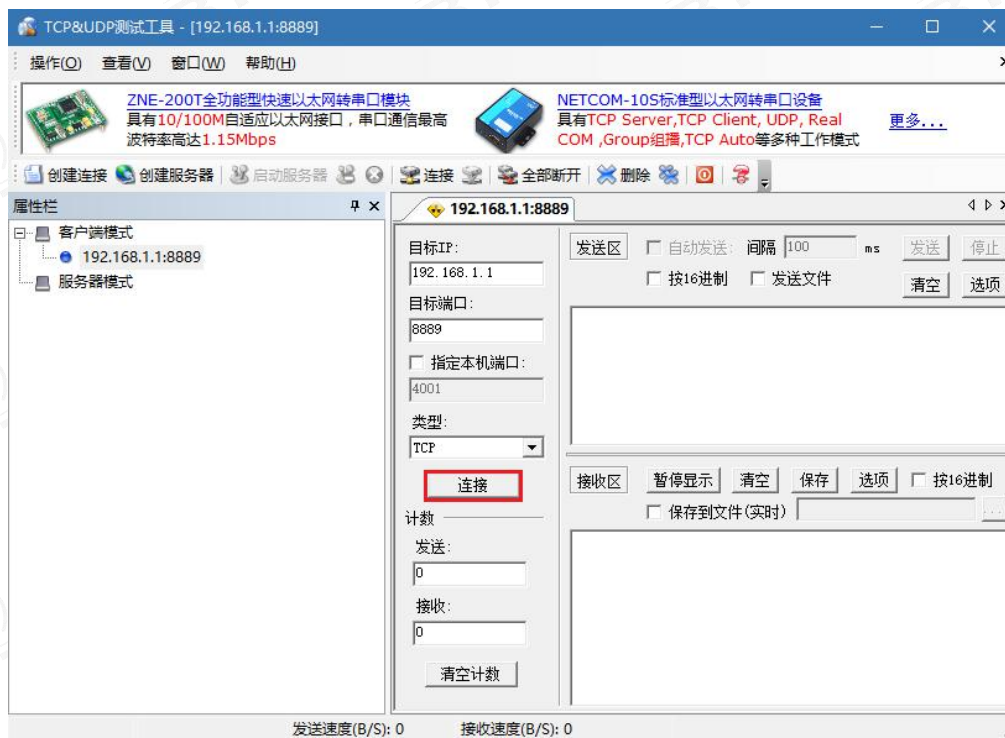 TCP&UDP测试工具 - [192.168.1.1:8889]
操作(O) 查看(V) 窗口(W) 帮助(H)
ZNE-200T全功能型快速以太网转串口模块
具有10/100M自适应以太网接口，串口通信最高
波特率高达1.15Mbps
NETCOM-10S标准型以太网转串口设备
具有TCP Server,TCP Client, UDP, Real
COM ,Group组播,TCP Auto等多种工作模式
更多...
创建连接 创建服务器 启动服务器 连接 全部断开 删除
属性栏
客户端模式
192.168.1.1:8889
服务器模式
192.168.1.1:8889
目标IP:
192.168.1.1
目标端口:
8889
指定本机端口:
4001
类型:
TCP
连接
计数
发送:
0
接收:
0
清空计数
发送区 自动发送: 间隔 100 ms 发送 停止
按16进制 发送文件 清空 选项
接收区 暂停显示 清空 保存 选项 按16进制
保存到文件(实时) ...
发送速度(B/S): 0 接收速度(B/S): 0